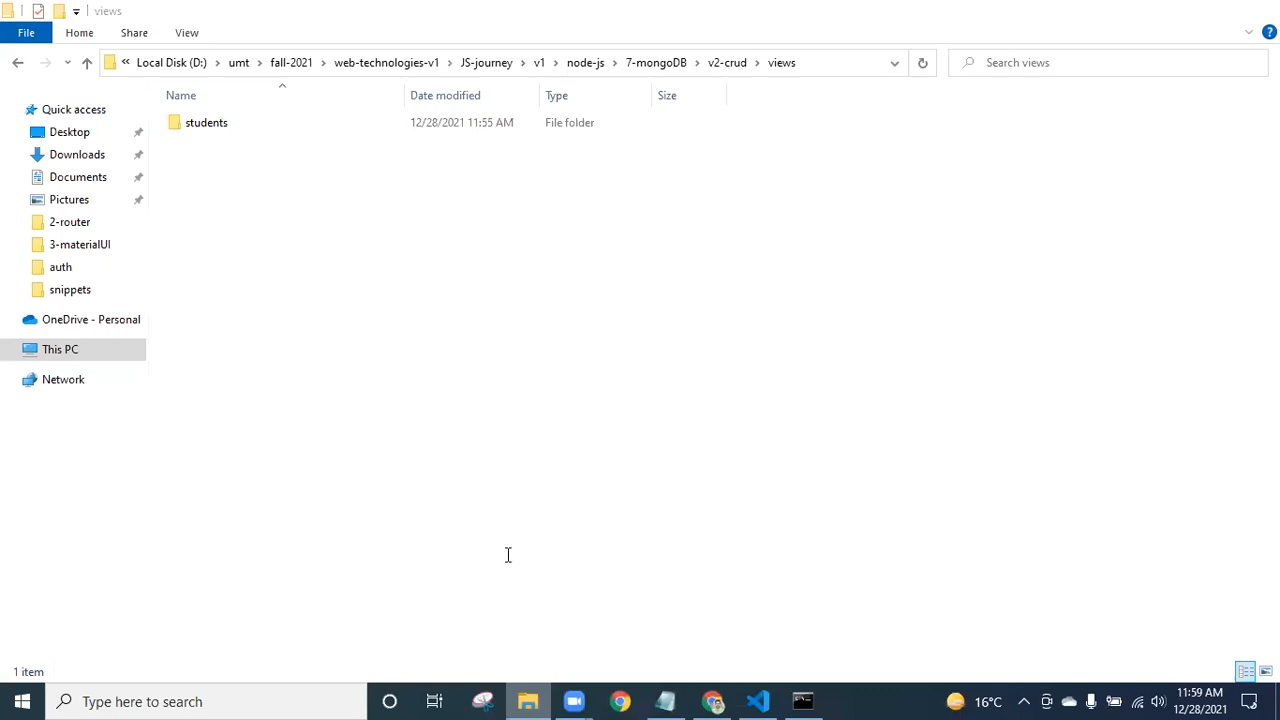 views
File Home Share View
« Local Disk (D:) › umt › fall-2021 › web-technologies-v1 › JS-journey › v1 › node-js › 7-mongoDB › v2-crud › views Search views
Name Date modified Type Size
students 12/28/2021 11:55 AM File folder
Quick access
Desktop
Downloads
Documents
Pictures
2-router
3-materialUI
auth
snippets
OneDrive - Personal
This PC
Network
1 item
Type here to search 16°C 11:59 AM
12/28/2021